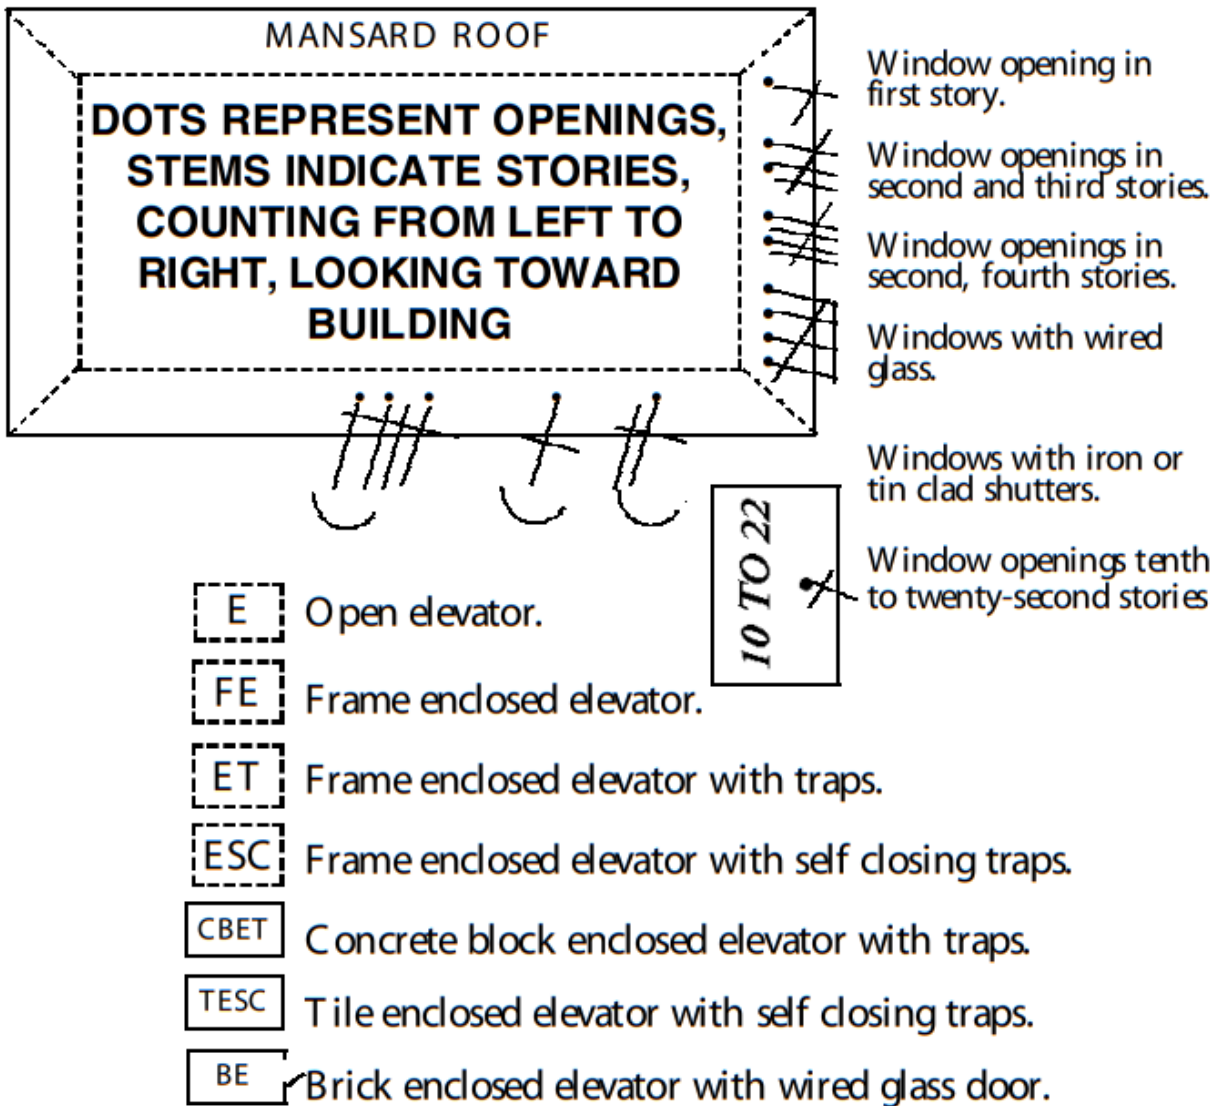 MANSARD ROOF
DOTS REPRESENT OPENINGS,
STEMS INDICATE STORIES,
COUNTING FROM LEFT TO
RIGHT, LOOKING TOWARD
BUILDING
Window opening in
first story.
Window openings in
second and third stories.
Window openings in
second, fourth stories.
Windows with wired
glass.
Windows with iron or
tin clad shutters.
10 TO 22
Window openings tenth
to twenty-second stories
E Open elevator.
FE Frame enclosed elevator.
ET Frame enclosed elevator with traps.
ESC Frame enclosed elevator with self closing traps.
CBET Concrete block enclosed elevator with traps.
TESC Tile enclosed elevator with self closing traps.
BE Brick enclosed elevator with wired glass door.